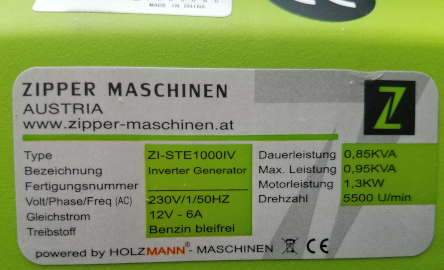 MADE IN CHINA
ZIPPER MASCHINEN
AUSTRIA
www.zipper-maschinen.at
Z
Type ZI-STE1000IV
Bezeichnung Inverter Generator
Fertigungsnummer
Volt/Phase/Freq (AC) 230V/1/50HZ
Gleichstrom 12V - 6A
Treibstoff Benzin bleifrei
Dauerleistung 0,85KVA
Max. Leistung 0,95KVA
Motorleistung 1,3KW
Drehzahl 5500 U/min
powered by HOLZMANN® - MASCHINEN CE